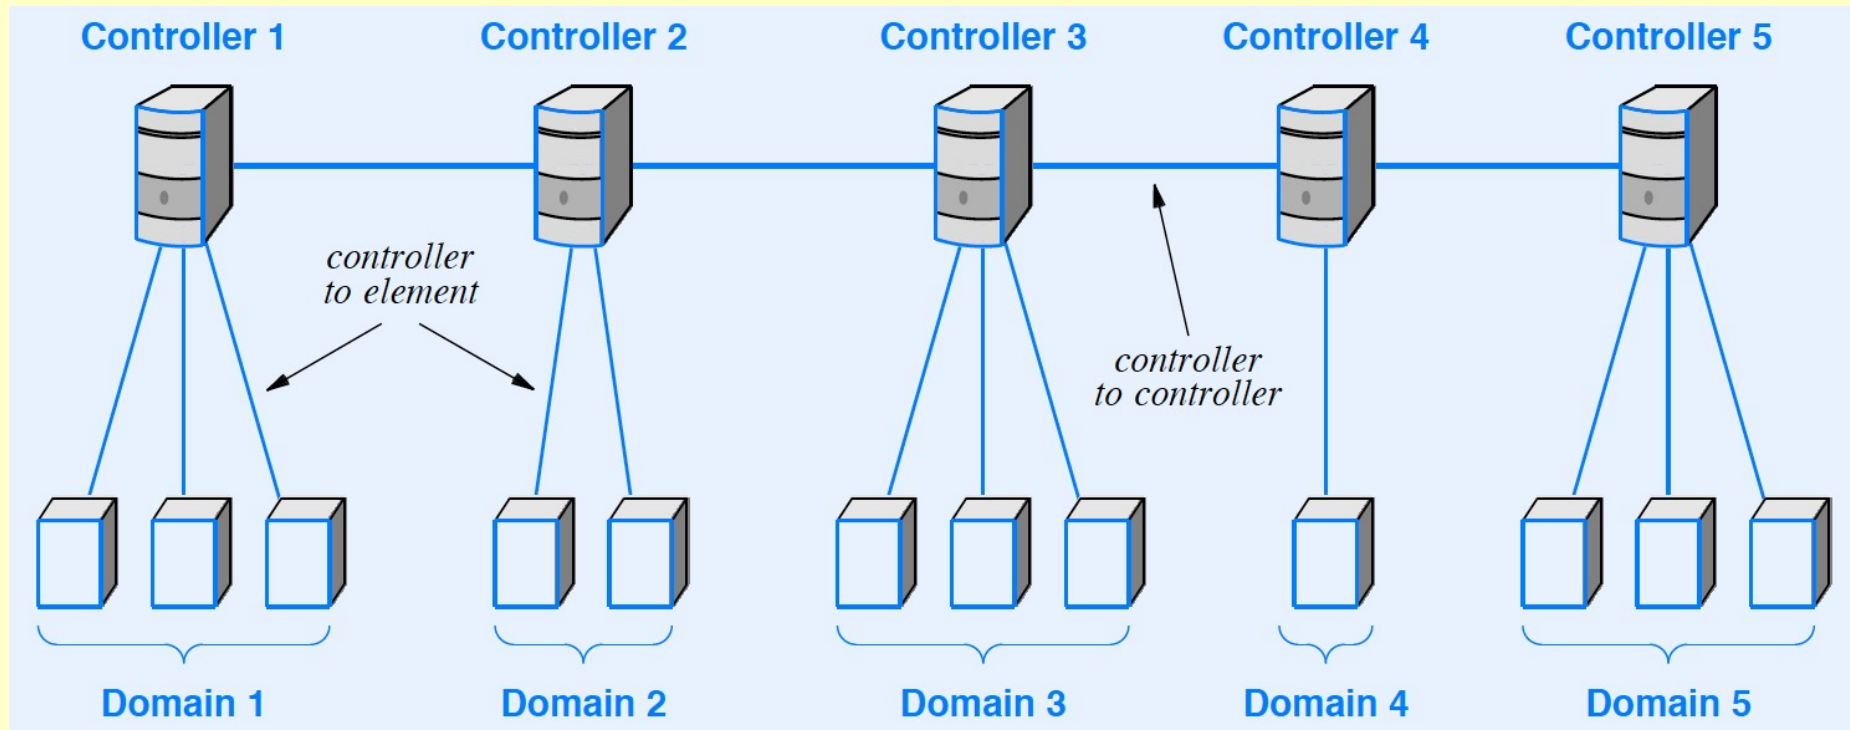 Controller 1
Controller 2
Controller 3
Controller 4
Controller 5
controller
to element
controller
to controller
Domain 1
Domain 2
Domain 3
Domain 4
Domain 5